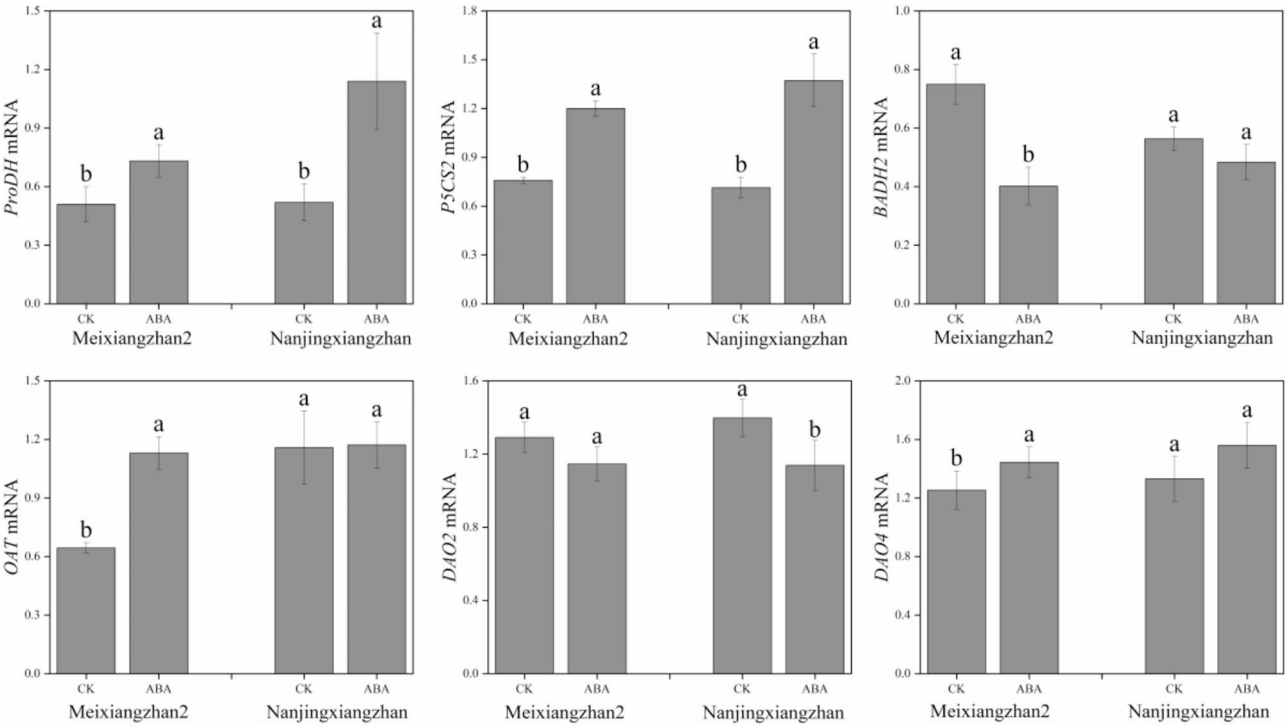 ProDH mRNA
1.5
1.2
0.9
0.6
0.3
0.0
b
a
b
a
CK
ABA
CK
ABA
Meixiangzhan2
Nanjingxiangzhan
P5CS2 mRNA
1.8
1.5
1.2
0.9
0.6
0.3
0.0
b
a
b
a
CK
ABA
CK
ABA
Meixiangzhan2
Nanjingxiangzhan
BADH2 mRNA
1.0
0.8
0.6
0.4
0.2
0.0
a
b
a
a
CK
ABA
CK
ABA
Meixiangzhan2
Nanjingxiangzhan
OAT mRNA
1.5
1.2
0.9
0.6
0.3
0.0
b
a
a
a
CK
ABA
CK
ABA
Meixiangzhan2
Nanjingxiangzhan
DAO2 mRNA
1.6
1.2
0.8
0.4
0.0
a
a
a
b
CK
ABA
CK
ABA
Meixiangzhan2
Nanjingxiangzhan
DAO4 mRNA
2.0
1.6
1.2
0.8
0.4
0.0
b
a
a
a
CK
ABA
CK
ABA
Meixiangzhan2
Nanjingxiangzhan